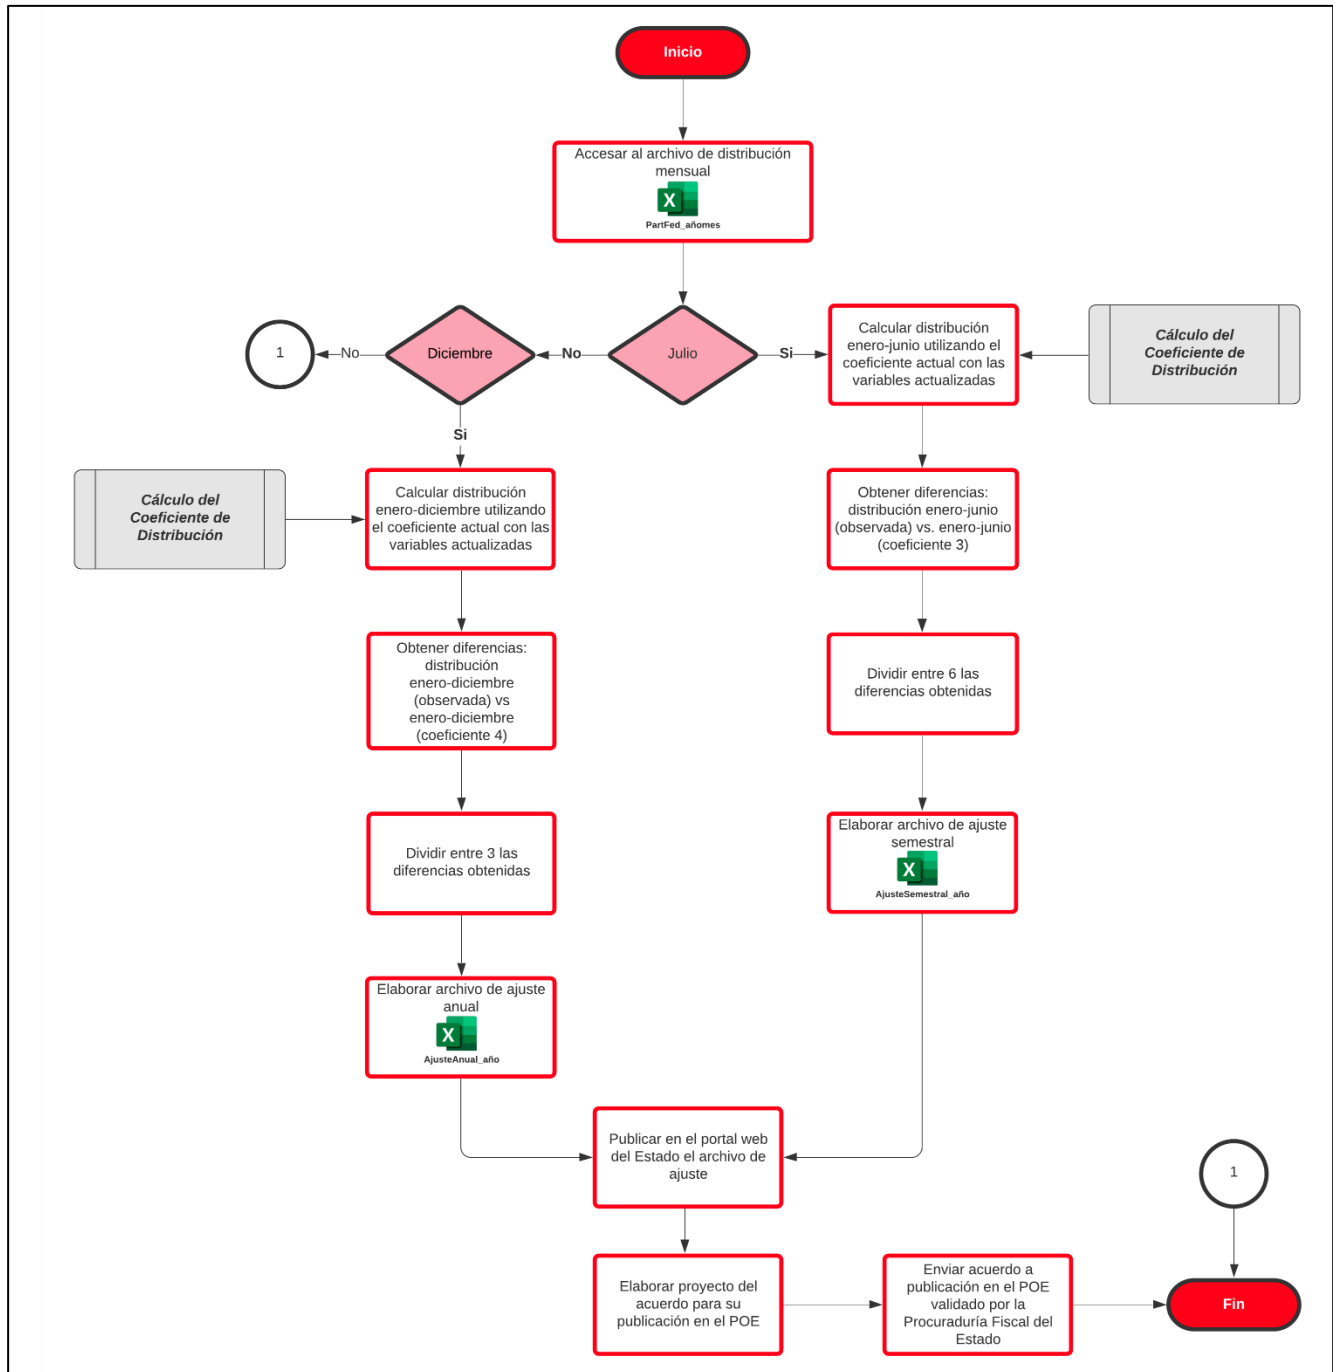 Inicio
Accesar al archivo de distribución
mensual
X
PartFed_añomes
1
No
Diciembre
No
Julio
Si
Calcular distribución
enero-junio utilizando el
coeficiente actual con las
variables actualizadas
Cálculo del
Coeficiente de
Distribución
Si
Cálculo del
Coeficiente de
Distribución
Calcular distribución
enero-diciembre utilizando
el coeficiente actual con las
variables actualizadas
Obtener diferencias:
distribución enero-junio
(observada) vs. enero-junio
(coeficiente 3)
Obtener diferencias:
distribución
enero-diciembre
(observada) vs
enero-diciembre
(coeficiente 4)
Dividir entre 6 las
diferencias obtenidas
Dividir entre 3 las
diferencias obtenidas
Elaborar archivo de ajuste
semestral
X
AjusteSemestral_año
Elaborar archivo de ajuste
anual
X
AjusteAnual_año
Publicar en el portal web
del Estado el archivo de
ajuste
1
Elaborar proyecto del
acuerdo para su
publicación en el POE
Enviar acuerdo a
publicación en el POE
validado por la
Procuraduría Fiscal del
Estado
Fin